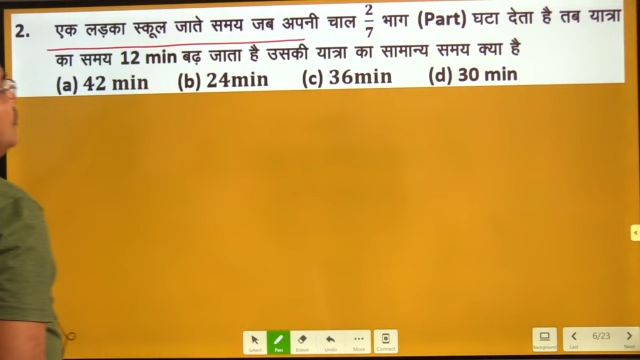 2. एक लड़का स्कूल जाते समय जब अपनी चाल 2/7 भाग (Part) घटा देता है तब यात्रा
का समय 12 min बढ़ जाता है उसकी यात्रा का सामान्य समय क्या है
(a) 42 min (b) 24min (c) 36min (d) 30 min
Select Pen Eraser Undo More Connect
Background Last 6/23 Next